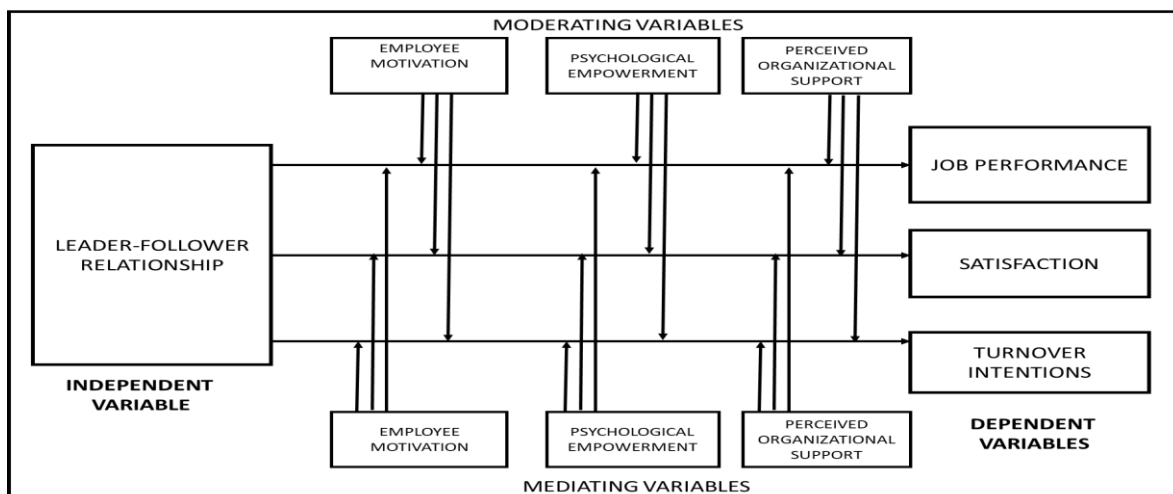 MODERATING VARIABLES
EMPLOYEE
MOTIVATION
PSYCHOLOGICAL
EMPOWERMENT
PERCEIVED
ORGANIZATIONAL
SUPPORT
LEADER-FOLLOWER
RELATIONSHIP
JOB PERFORMANCE
SATISFACTION
TURNOVER
INTENTIONS
INDEPENDENT
VARIABLE
EMPLOYEE
MOTIVATION
PSYCHOLOGICAL
EMPOWERMENT
PERCEIVED
ORGANIZATIONAL
SUPPORT
DEPENDENT
VARIABLES
MEDIATING VARIABLES